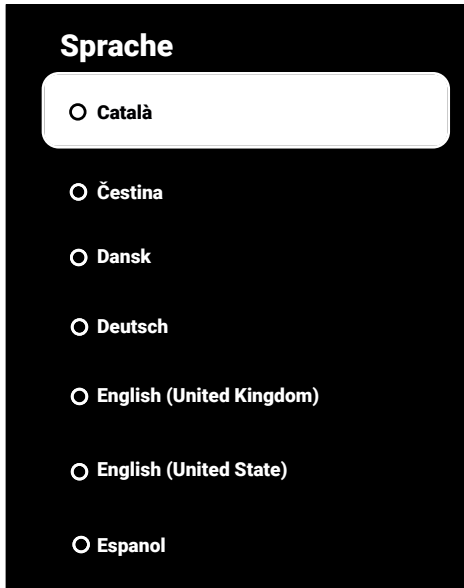 Sprache
Català
Čestina
Dansk
Deutsch
English (United Kingdom)
English (United State)
Espanol